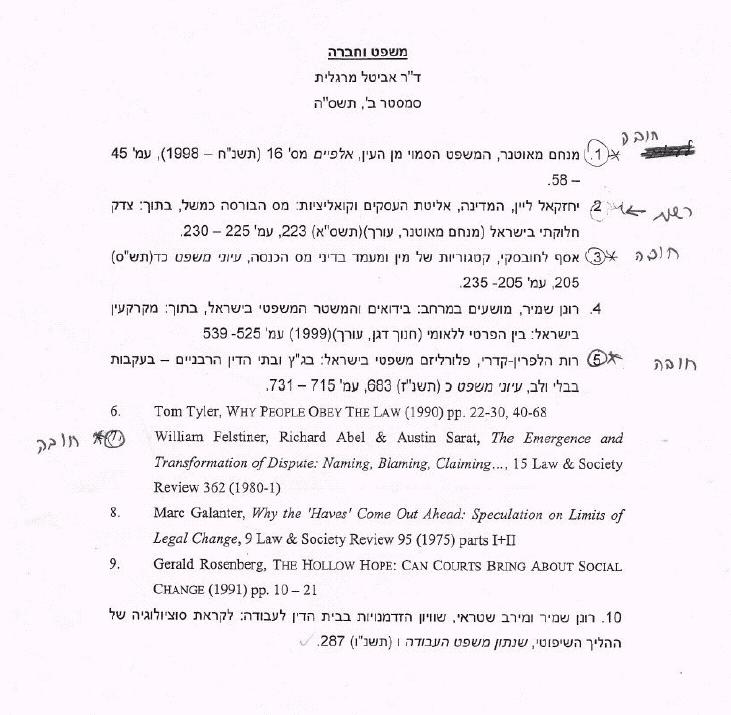 משפט וחברה
ד"ר אביטל מרגלית
סמסטר ב', תשס"ה
חובה
1. מנחם מאוטנר, המשפט הסמוי מן העין, אלפיים מס' 16 (תשנ"ח – 1998), עמ' 45
– 58.
רשות ← 2. יחזקאל ליין, המדינה, אליטת העסקים וקואליציות: מס הבורסה כמשל, בתוך: צדק
חלוקתי בישראל (מנחם מאוטנר, עורך)(תשס"א) 223, עמ' 225 – 230.
חובה * 3. אסף לחובסקי, קטגוריות של מין ומעמד בדיני מס הכנסה, עיוני משפט כד(תש"ס)
205, עמ' 205- 235.
4. רונן שמיר, מושעים במרחב: בידואים והמשטר המשפטי בישראל, בתוך: מקרקעין
בישראל: בין הפרטי ללאומי (חנוך דגן, עורך)(1999) עמ' 525- 539
חובה * 5. רות הלפרין-קדרי, פלורליזם משפטי בישראל: בג"ץ ובתי הדין הרבניים – בעקבות
בבלי ולב, עיוני משפט כ (תשנ"ז) 683, עמ' 715 – 731.
6. Tom Tyler, WHY PEOPLE OBEY THE LAW (1990) pp. 22-30, 40-68
חובה * 7. William Felstiner, Richard Abel & Austin Sarat, The Emergence and
Transformation of Dispute: Naming, Blaming, Claiming..., 15 Law & Society
Review 362 (1980-1)
8. Marc Galanter, Why the 'Haves' Come Out Ahead: Speculation on Limits of
Legal Change, 9 Law & Society Review 95 (1975) parts I+II
9. Gerald Rosenberg, THE HOLLOW HOPE: CAN COURTS BRING ABOUT SOCIAL
CHANGE (1991) pp. 10 – 21
10. רונן שמיר ומירב שטראי, שוויון הזדמנויות בבית הדין לעבודה: לקראת סוציולוגיה של
ההליך השיפוטי, שנתון משפט העבודה ו (תשנ"ו) 287.